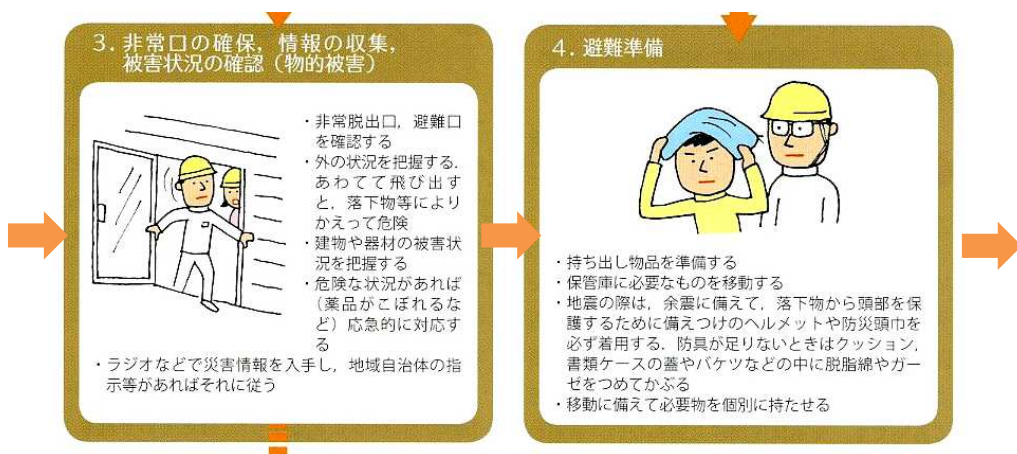 3. 非常口の確保，情報の収集，
被害状況の確認（物的被害）
・非常脱出口，避難口
を確認する
・外の状況を把握する．
あわてて飛び出す
と，落下物等により
かえって危険
・建物や器材の被害状
況を把握する
・危険な状況があれば
（薬品がこぼれるな
ど）応急的に対応す
る
・ラジオなどで災害情報を入手し，地域自治体の指
示等があればそれに従う
4. 避難準備
・持ち出し物品を準備する
・保管庫に必要なものを移動する
・地震の際は，余震に備えて，落下物から頭部を保
護するために備えつけのヘルメットや防災頭巾を
必ず着用する．防具が足りないときはクッション，
書類ケースの蓋やバケツなどの中に脱脂綿やガー
ゼをつめてかぶる
・移動に備えて必要物を個別に持たせる